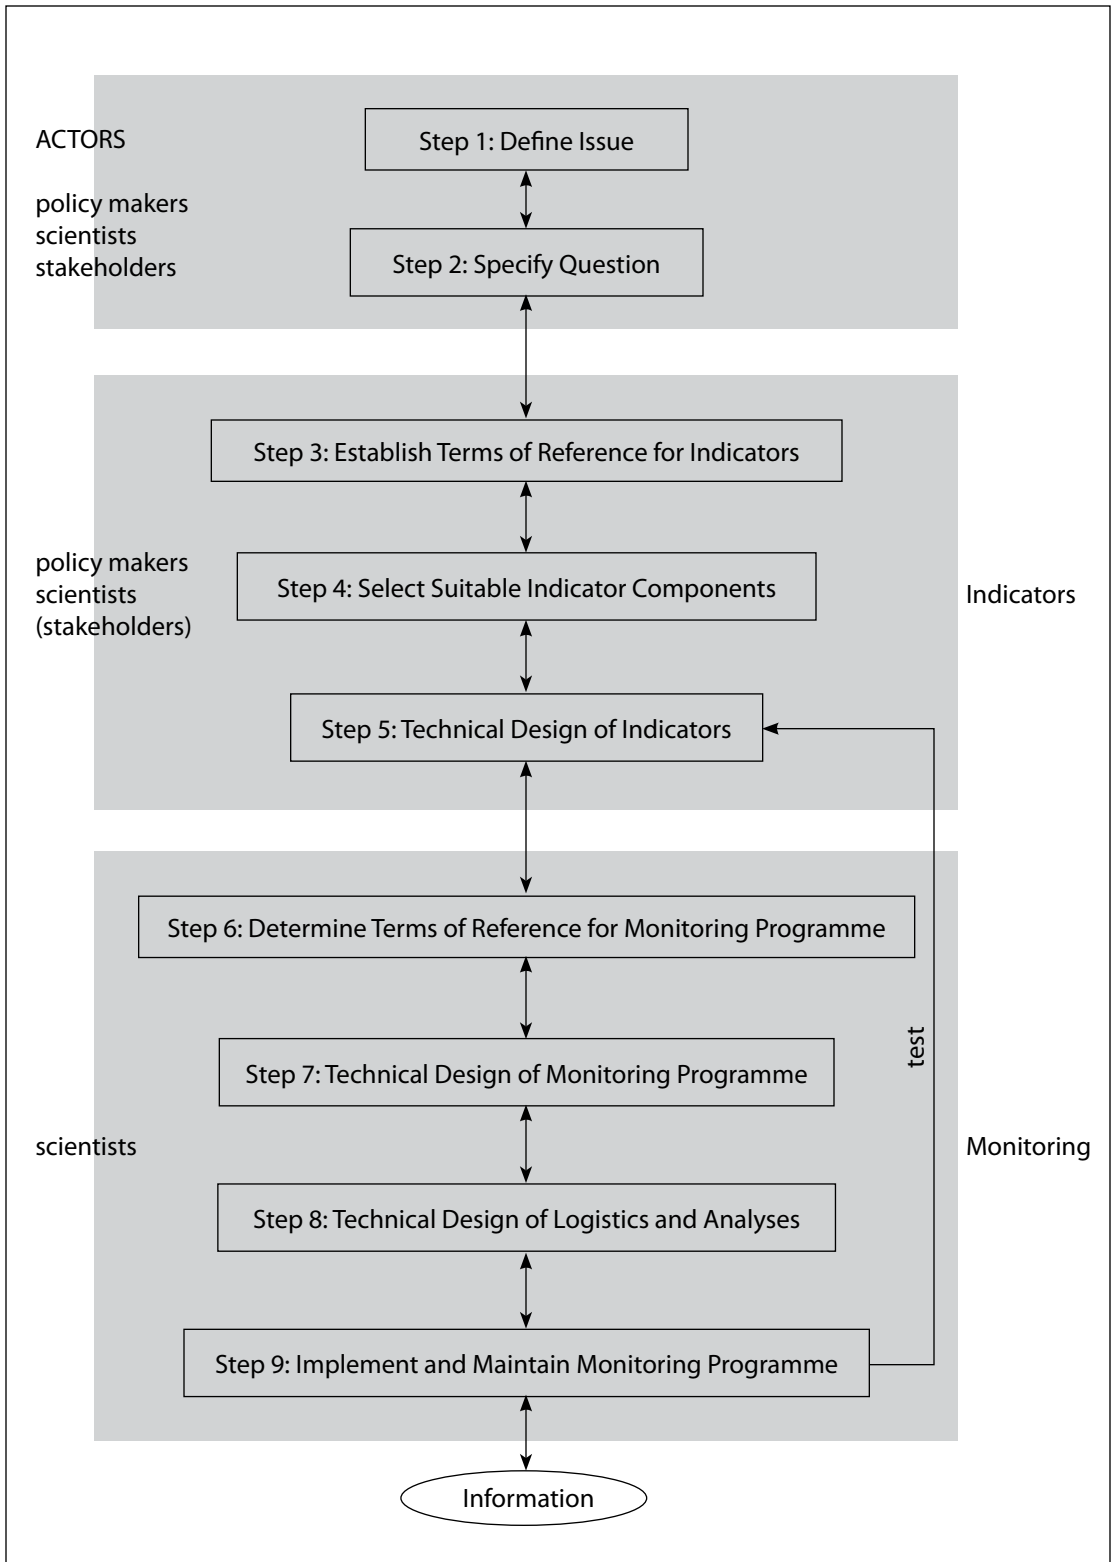 ACTORS
Step 1: Define Issue
policy makers
scientists
stakeholders
Step 2: Specify Question
Step 3: Establish Terms of Reference for Indicators
policy makers
scientists
(stakeholders)
Step 4: Select Suitable Indicator Components
Indicators
Step 5: Technical Design of Indicators
Step 6: Determine Terms of Reference for Monitoring Programme
test
Step 7: Technical Design of Monitoring Programme
scientists
Monitoring
Step 8: Technical Design of Logistics and Analyses
Step 9: Implement and Maintain Monitoring Programme
Information